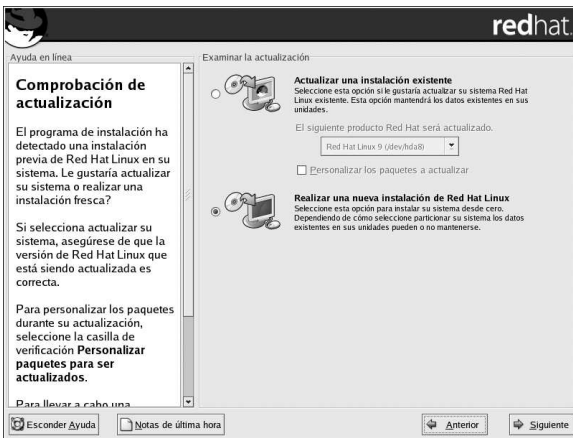 redhat.
Ayuda en línea
Comprobación de
actualización
El programa de instalación ha
detectado una instalación
previa de Red Hat Linux en su
sistema. Le gustaría actualizar
su sistema o realizar una
instalación fresca?
Si selecciona actualizar su
sistema, asegúrese de que la
versión de Red Hat Linux que
está siendo actualizada es
correcta.
Para personalizar los paquetes
durante su actualización,
seleccione la casilla de
verificación Personalizar
paquetes para ser
actualizados.
Para llevar a cabo una
Examinar la actualización
Actualizar una instalación existente
Seleccione esta opción si le gustaría actualizar su sistema Red Hat
Linux existente. Esta opción mantendrá los datos existentes en sus
unidades.
El siguiente producto Red Hat será actualizado.
Red Hat Linux 9 (/dev/hda8)
Personalizar los paquetes a actualizar
Realizar una nueva instalación de Red Hat Linux
Seleccione esta opción para instalar su sistema desde cero.
Dependiendo de cómo seleccione particionar su sistema los datos
existentes en sus unidades pueden o no mantenerse.
Esconder Ayuda
Notas de última hora
Anterior
Siguiente